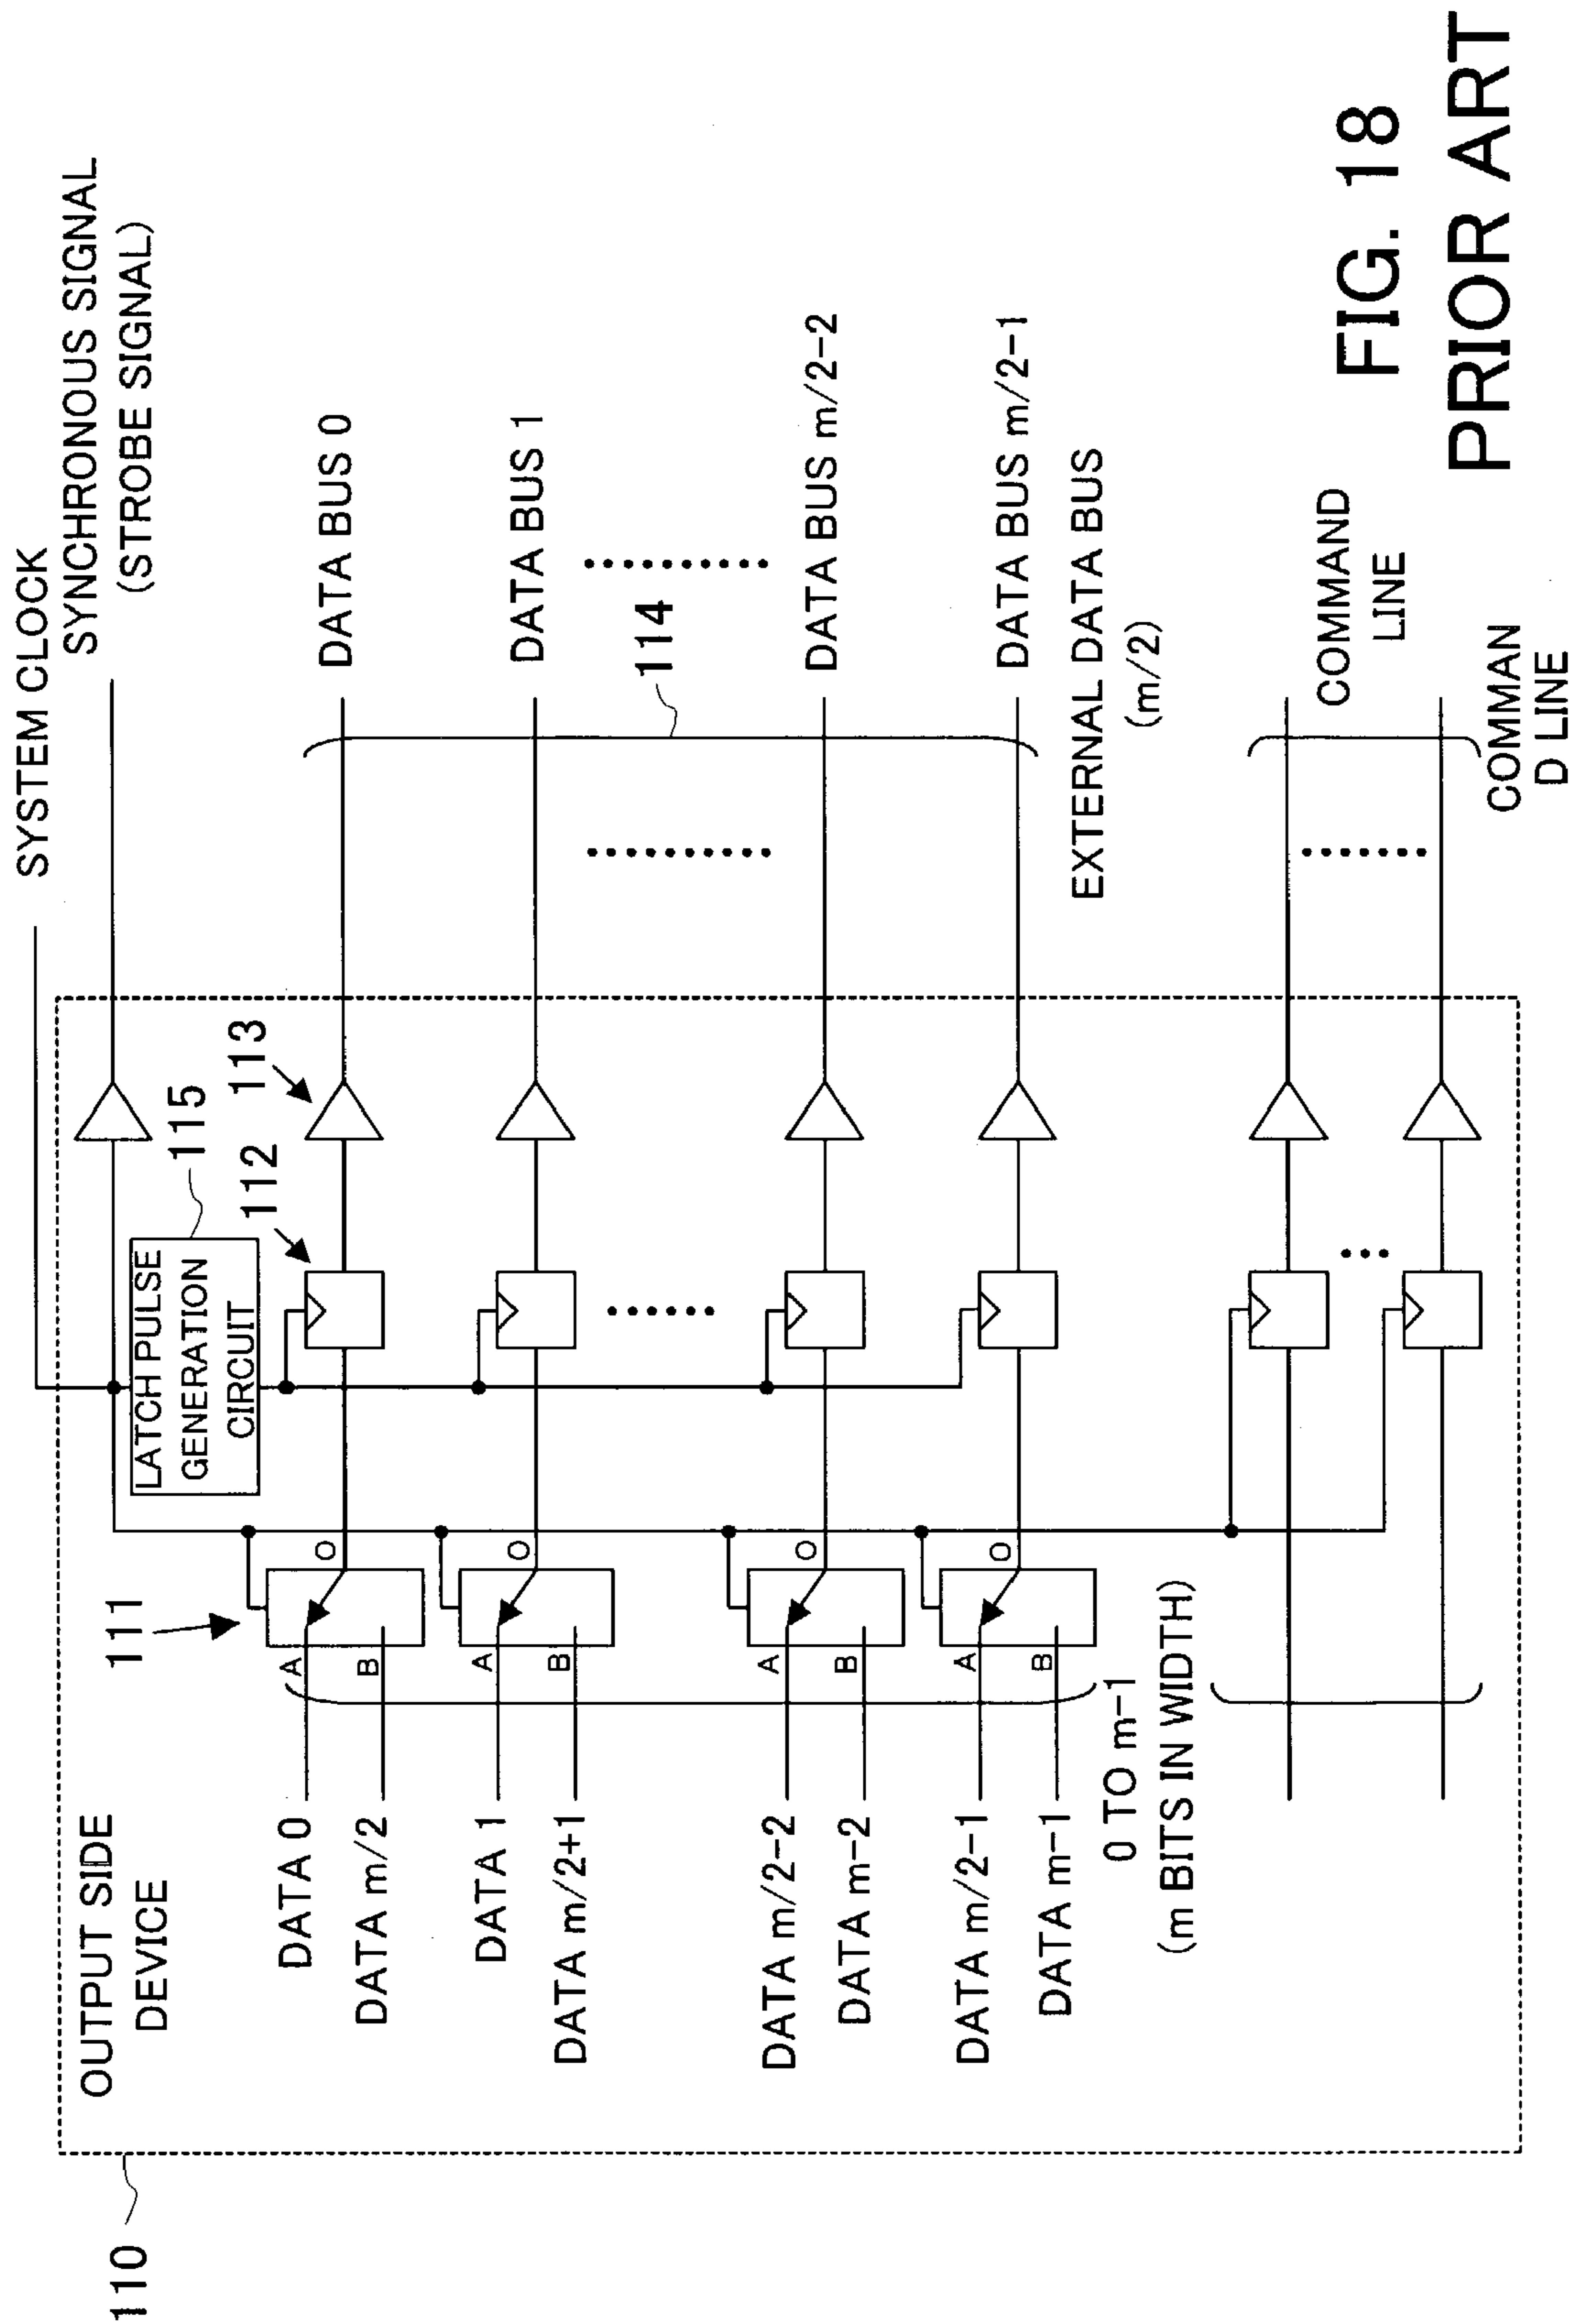 SYSTEM CLOCK
SYNCHRONOUS SIGNAL
(STROBE SIGNAL)
110
OUTPUT SIDE
DEVICE
LATCH PULSE
GENERATION
CIRCUIT
115
111
112
113
DATA 0
A
O
DATA BUS 0
DATA m/2
B
DATA 1
A
O
DATA BUS 1
DATA m/2+1
B
114
DATA m/2-2
A
O
DATA BUS m/2-2
DATA m-2
B
DATA m/2-1
A
O
DATA BUS m/2-1
DATA m-1
B
0 TO m-1
(m BITS IN WIDTH)
EXTERNAL DATA BUS
(m/2)
COMMAND
LINE
COMMAN
D LINE
FIG. 18
PRIOR ART